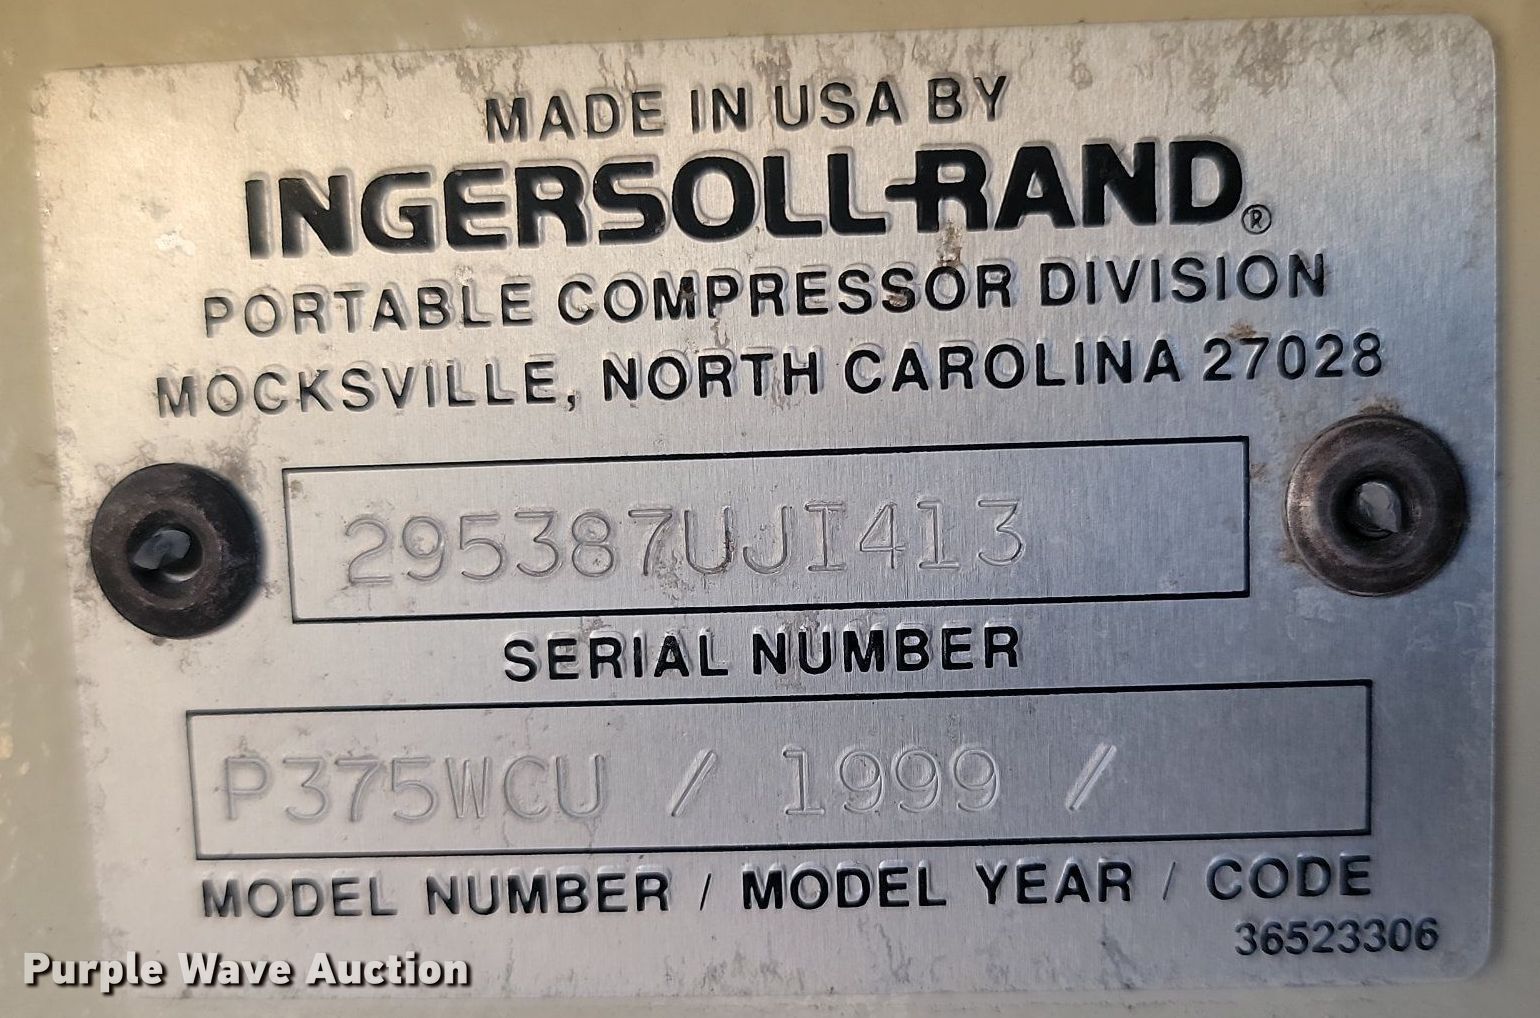 MADE IN USA BY
INGERSOLL-RAND®
PORTABLE COMPRESSOR DIVISION
MOCKSVILLE, NORTH CAROLINA 27028
295387UJI413
SERIAL NUMBER
P375WCU / 1999 /
MODEL NUMBER / MODEL YEAR / CODE
36523306
Purple Wave Auction